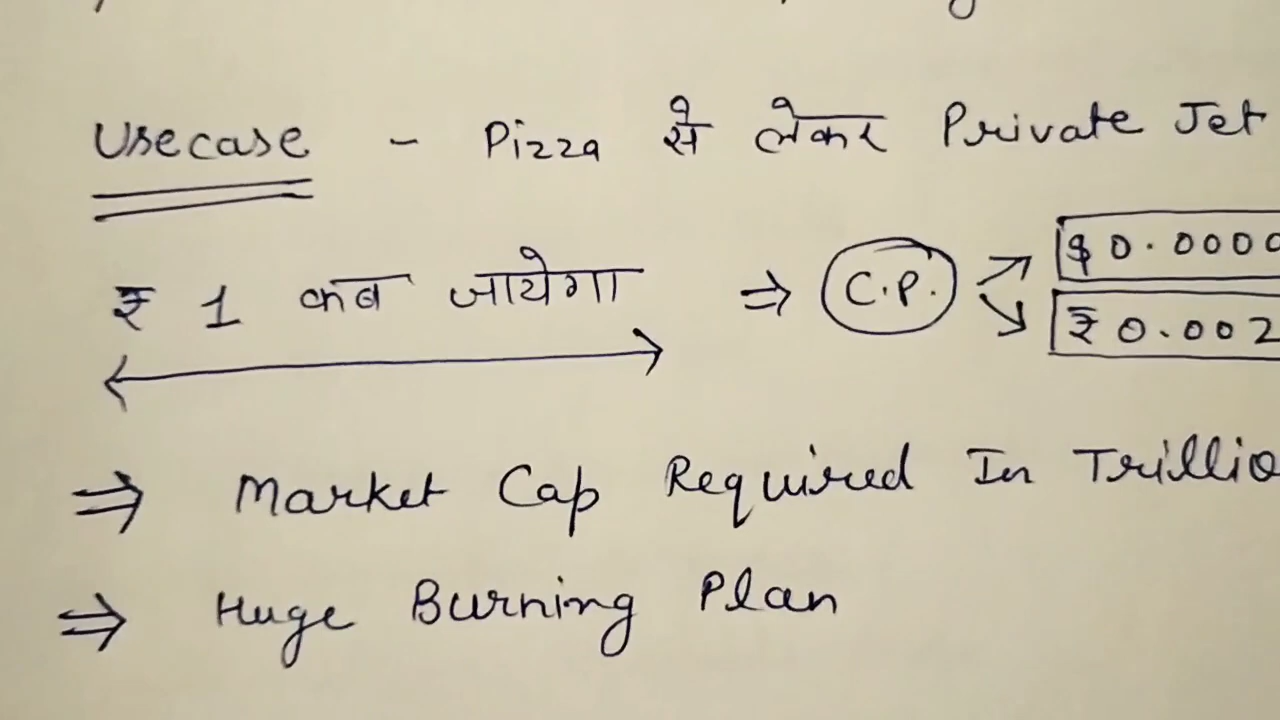 Usecase - Pizza से लेकर Private Jet
₹ 1 कब जायेगा ⇒ C.P. $ 0.0000
₹ 0.002
⇒ Market Cap Required In Trillio
⇒ Huge Burning Plan